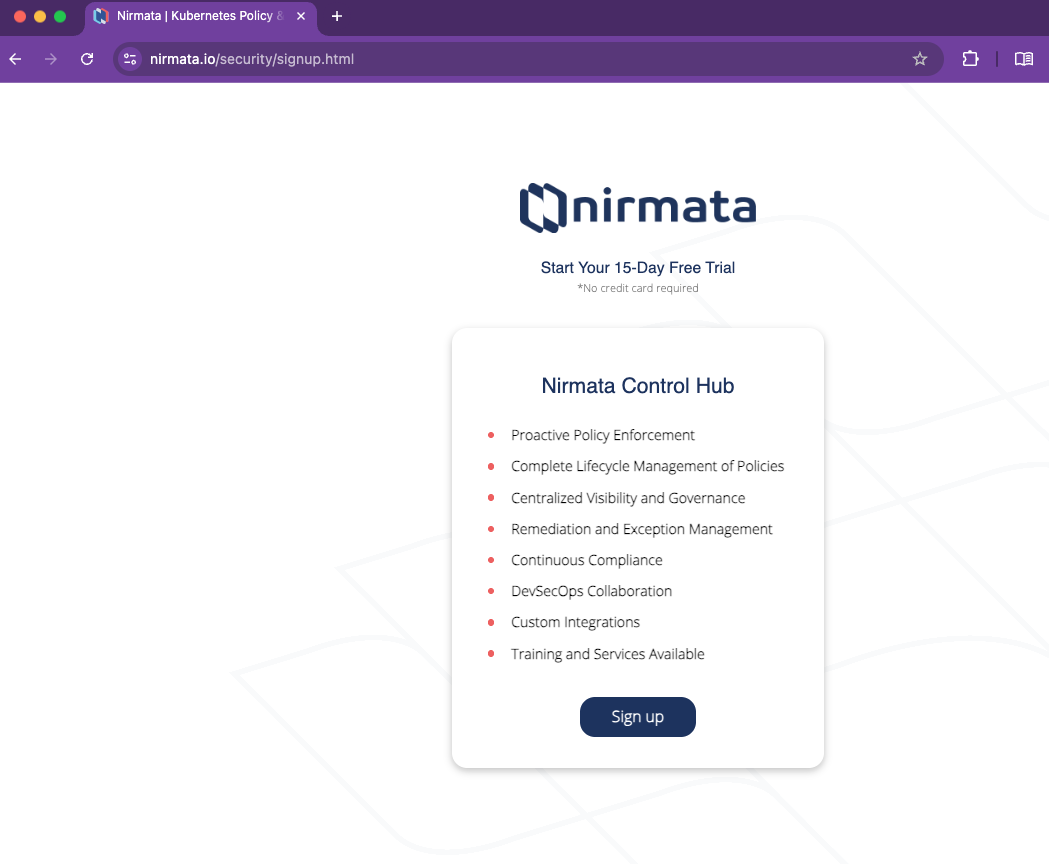 Nirmata | Kubernetes Policy &
nirmata.io/security/signup.html
nirmata
Start Your 15-Day Free Trial
*No credit card required
Nirmata Control Hub
Proactive Policy Enforcement
Complete Lifecycle Management of Policies
Centralized Visibility and Governance
Remediation and Exception Management
Continuous Compliance
DevSecOps Collaboration
Custom Integrations
Training and Services Available
Sign up